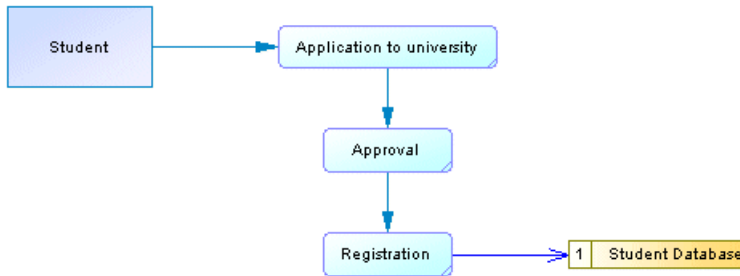 Student
Application to university
Approval
Registration
1 Student Database